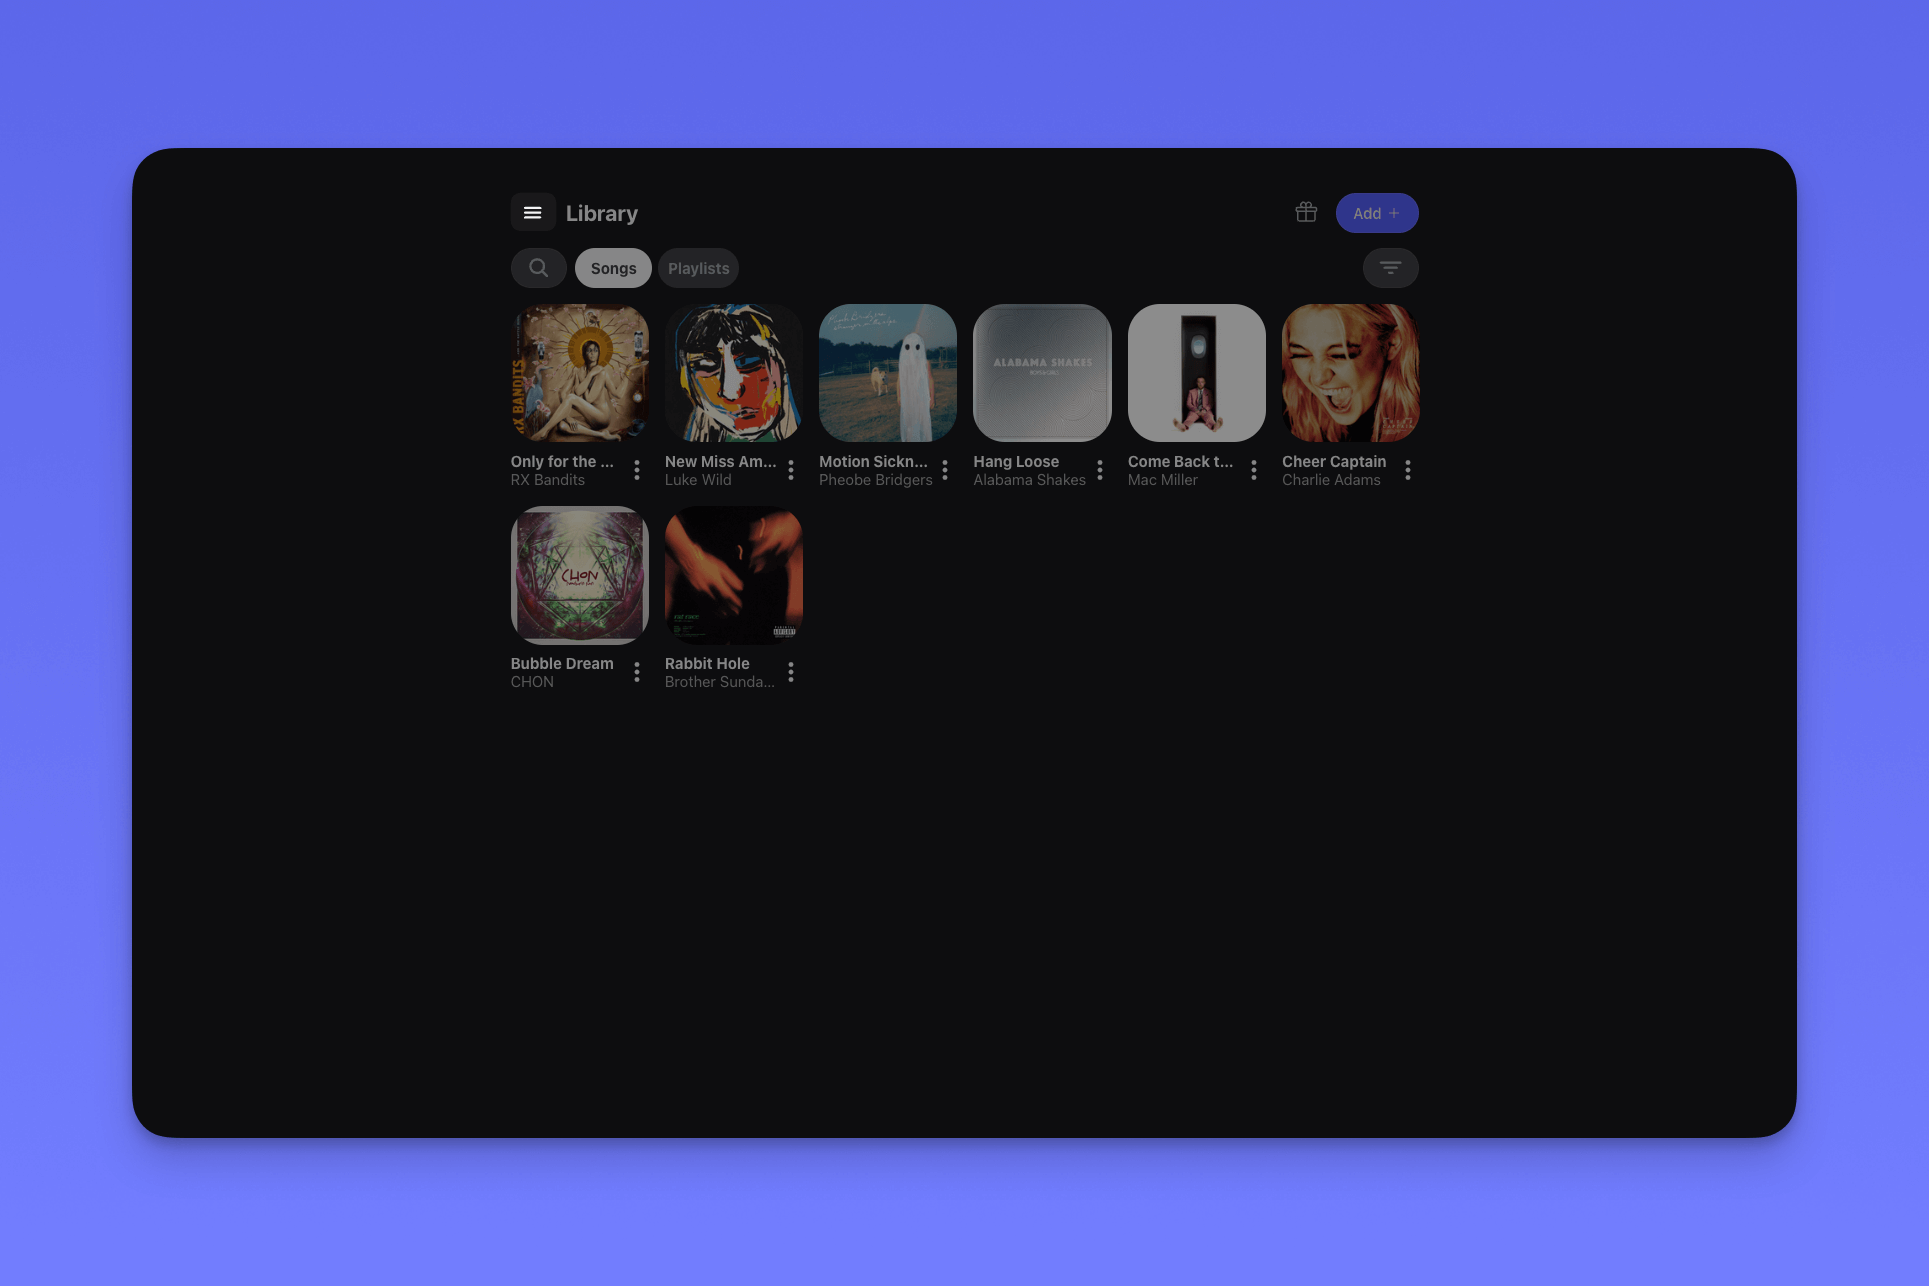 Library
Add +
Songs
Playlists
RX BANDITS
ALABAMA SHAKES
BOYS & GIRLS
Only for the ...
New Miss Am...
Motion Sickn...
Hang Loose
Come Back t...
Cheer Captain
RX Bandits
Luke Wild
Pheobe Bridgers
Alabama Shakes
Mac Miller
Charlie Adams
CHON
Bubble Dream
Rabbit Hole
CHON
Brother Sunda...